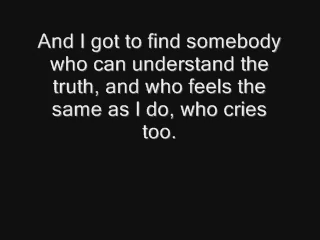 And I got to find somebody
who can understand the
truth, and who feels the
same as I do, who cries
too.